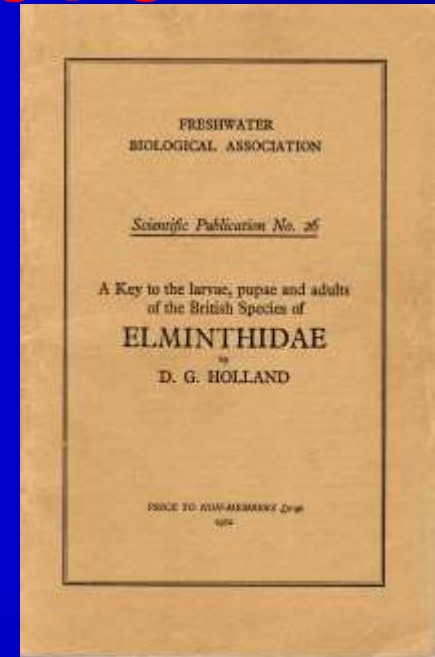 FRESHWATER
BIOLOGICAL ASSOCIATION
Scientific Publication No. 26
A Key to the larvae, pupae and adults
of the British Species of
ELMINTHIDAE
by
D. G. HOLLAND
PRICE TO NON-MEMBERS
1972